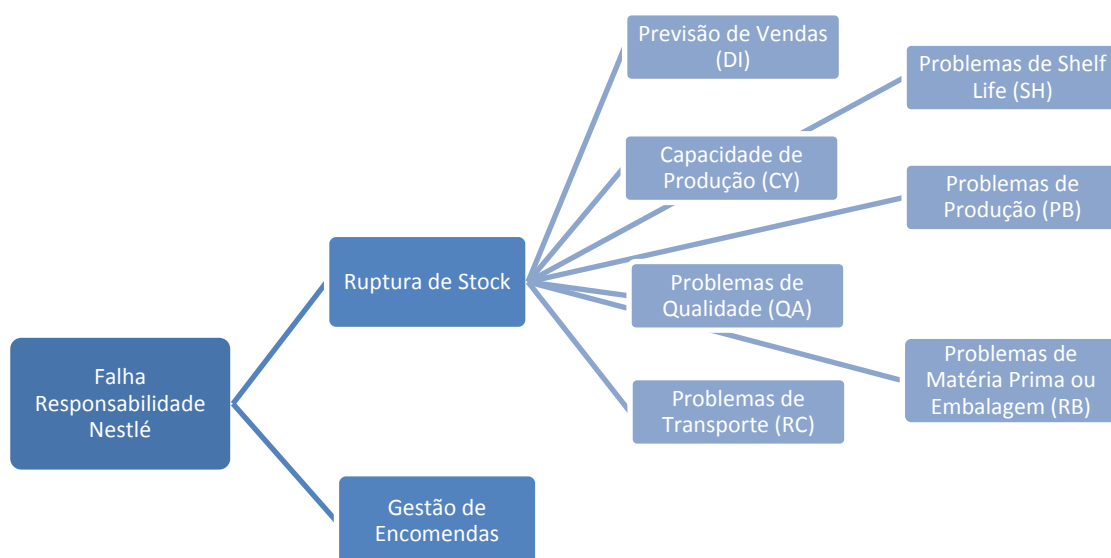 Previsão de Vendas
(DI)
Problemas de Shelf
Life (SH)
Capacidade de
Produção (CY)
Problemas de
Produção (PB)
Ruptura de Stock
Problemas de
Qualidade (QA)
Falha
Responsabilidade
Nestlé
Problemas de
Matéria Prima ou
Embalagem (RB)
Problemas de
Transporte (RC)
Gestão de
Encomendas